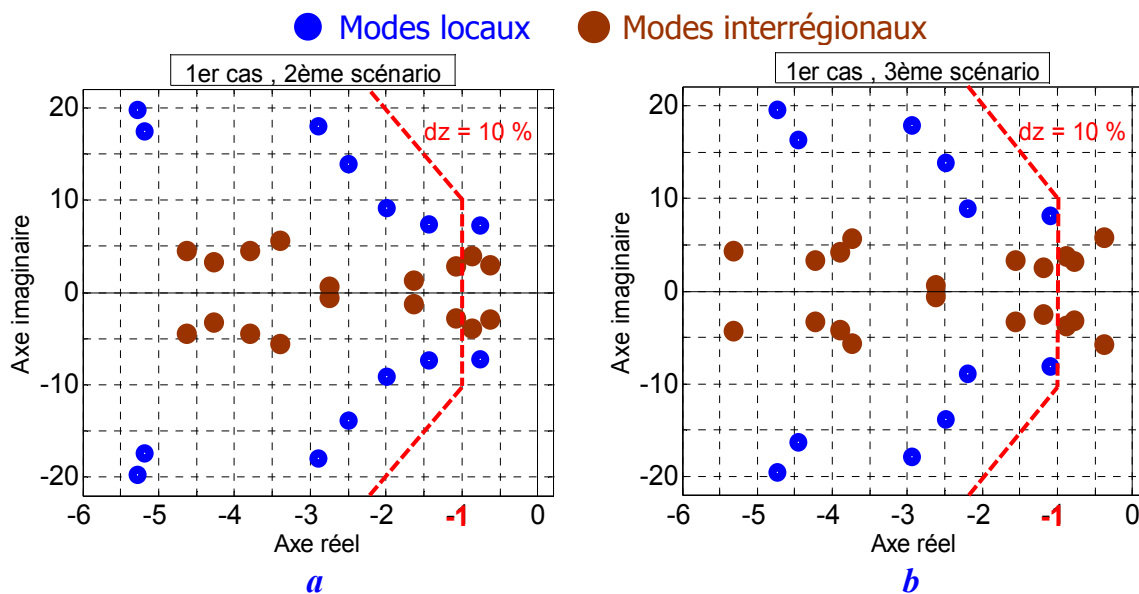 Modes locaux Modes interrégionaux
1er cas , 2ème scénario
dz = 10 %
20
10
0
-10
-20
Axe imaginaire
-6 -5 -4 -3 -2 -1 0
Axe réel
a
1er cas , 3ème scénario
dz = 10 %
20
10
0
-10
-20
Axe imaginaire
-6 -5 -4 -3 -2 -1 0
Axe réel
b